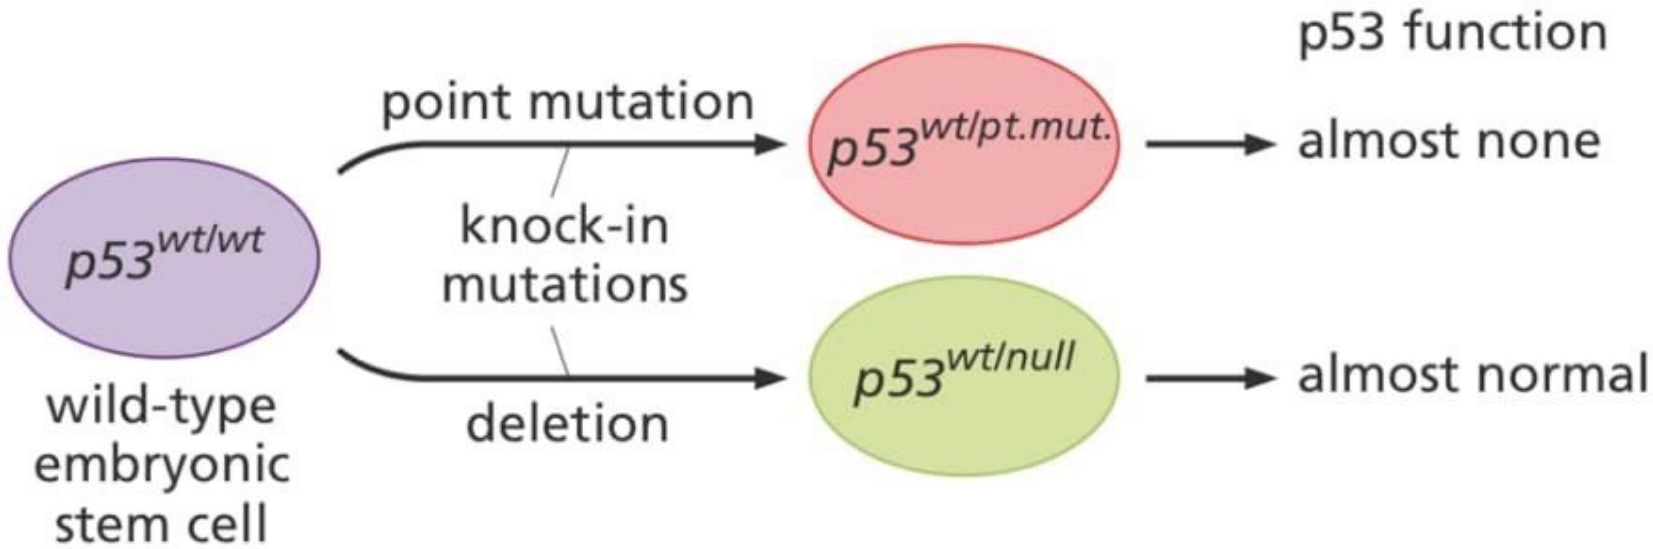 p53 function
point mutation
p53wt/pt.mut.
almost none
p53wt/wt
knock-in
mutations
p53wt/null
almost normal
deletion
wild-type
embryonic
stem cell